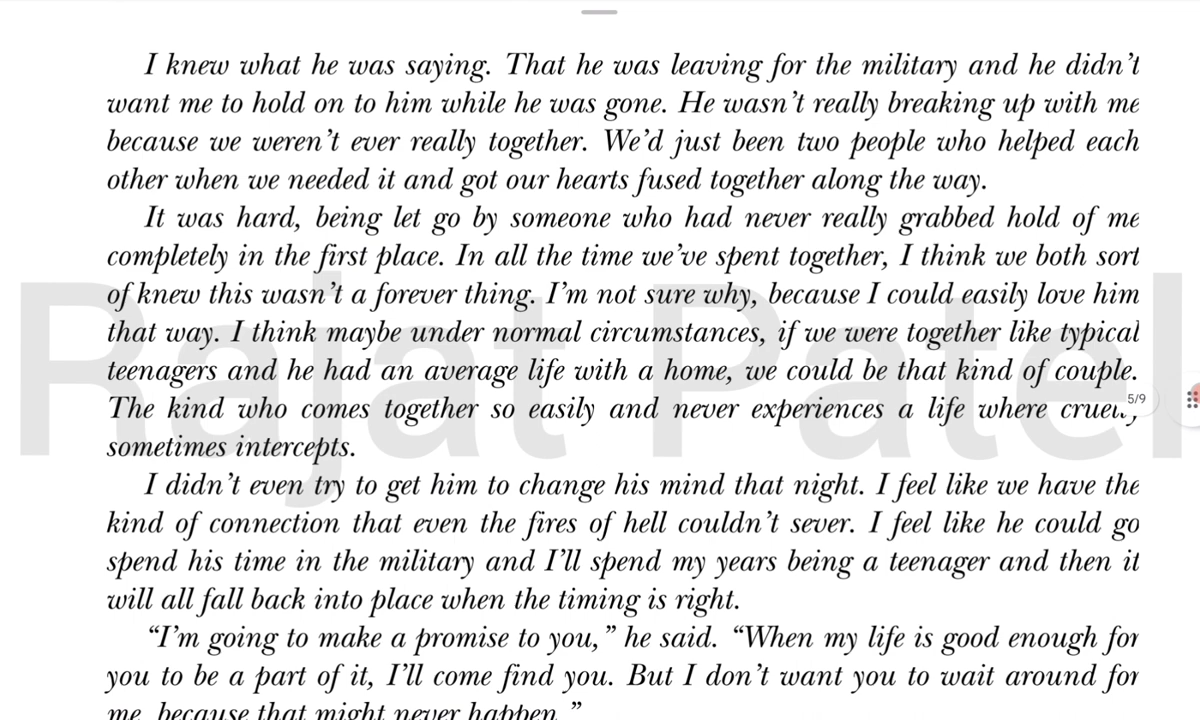 I knew what he was saying. That he was leaving for the military and he didn't
want me to hold on to him while he was gone. He wasn't really breaking up with me
because we weren't ever really together. We'd just been two people who helped each
other when we needed it and got our hearts fused together along the way.
It was hard, being let go by someone who had never really grabbed hold of me
completely in the first place. In all the time we've spent together, I think we both sort
of knew this wasn't a forever thing. I'm not sure why, because I could easily love him
that way. I think maybe under normal circumstances, if we were together like typical
teenagers and he had an average life with a home, we could be that kind of couple.
5/9
The kind who comes together so easily and never experiences a life where
sometimes intercepts.
I didn't even try to get him to change his mind that night. I feel like we have the
kind of connection that even the fires of hell couldn't sever. I feel like he could go
spend his time in the military and I'll spend my years being a teenager and then it
will all fall back into place when the timing is right.
“I'm going to make a promise to you,” he said. “When my life is good enough for
you to be a part of it, I'll come find you. But I don't want you to wait around for
me, because that might never happen.”
Rajat Patel